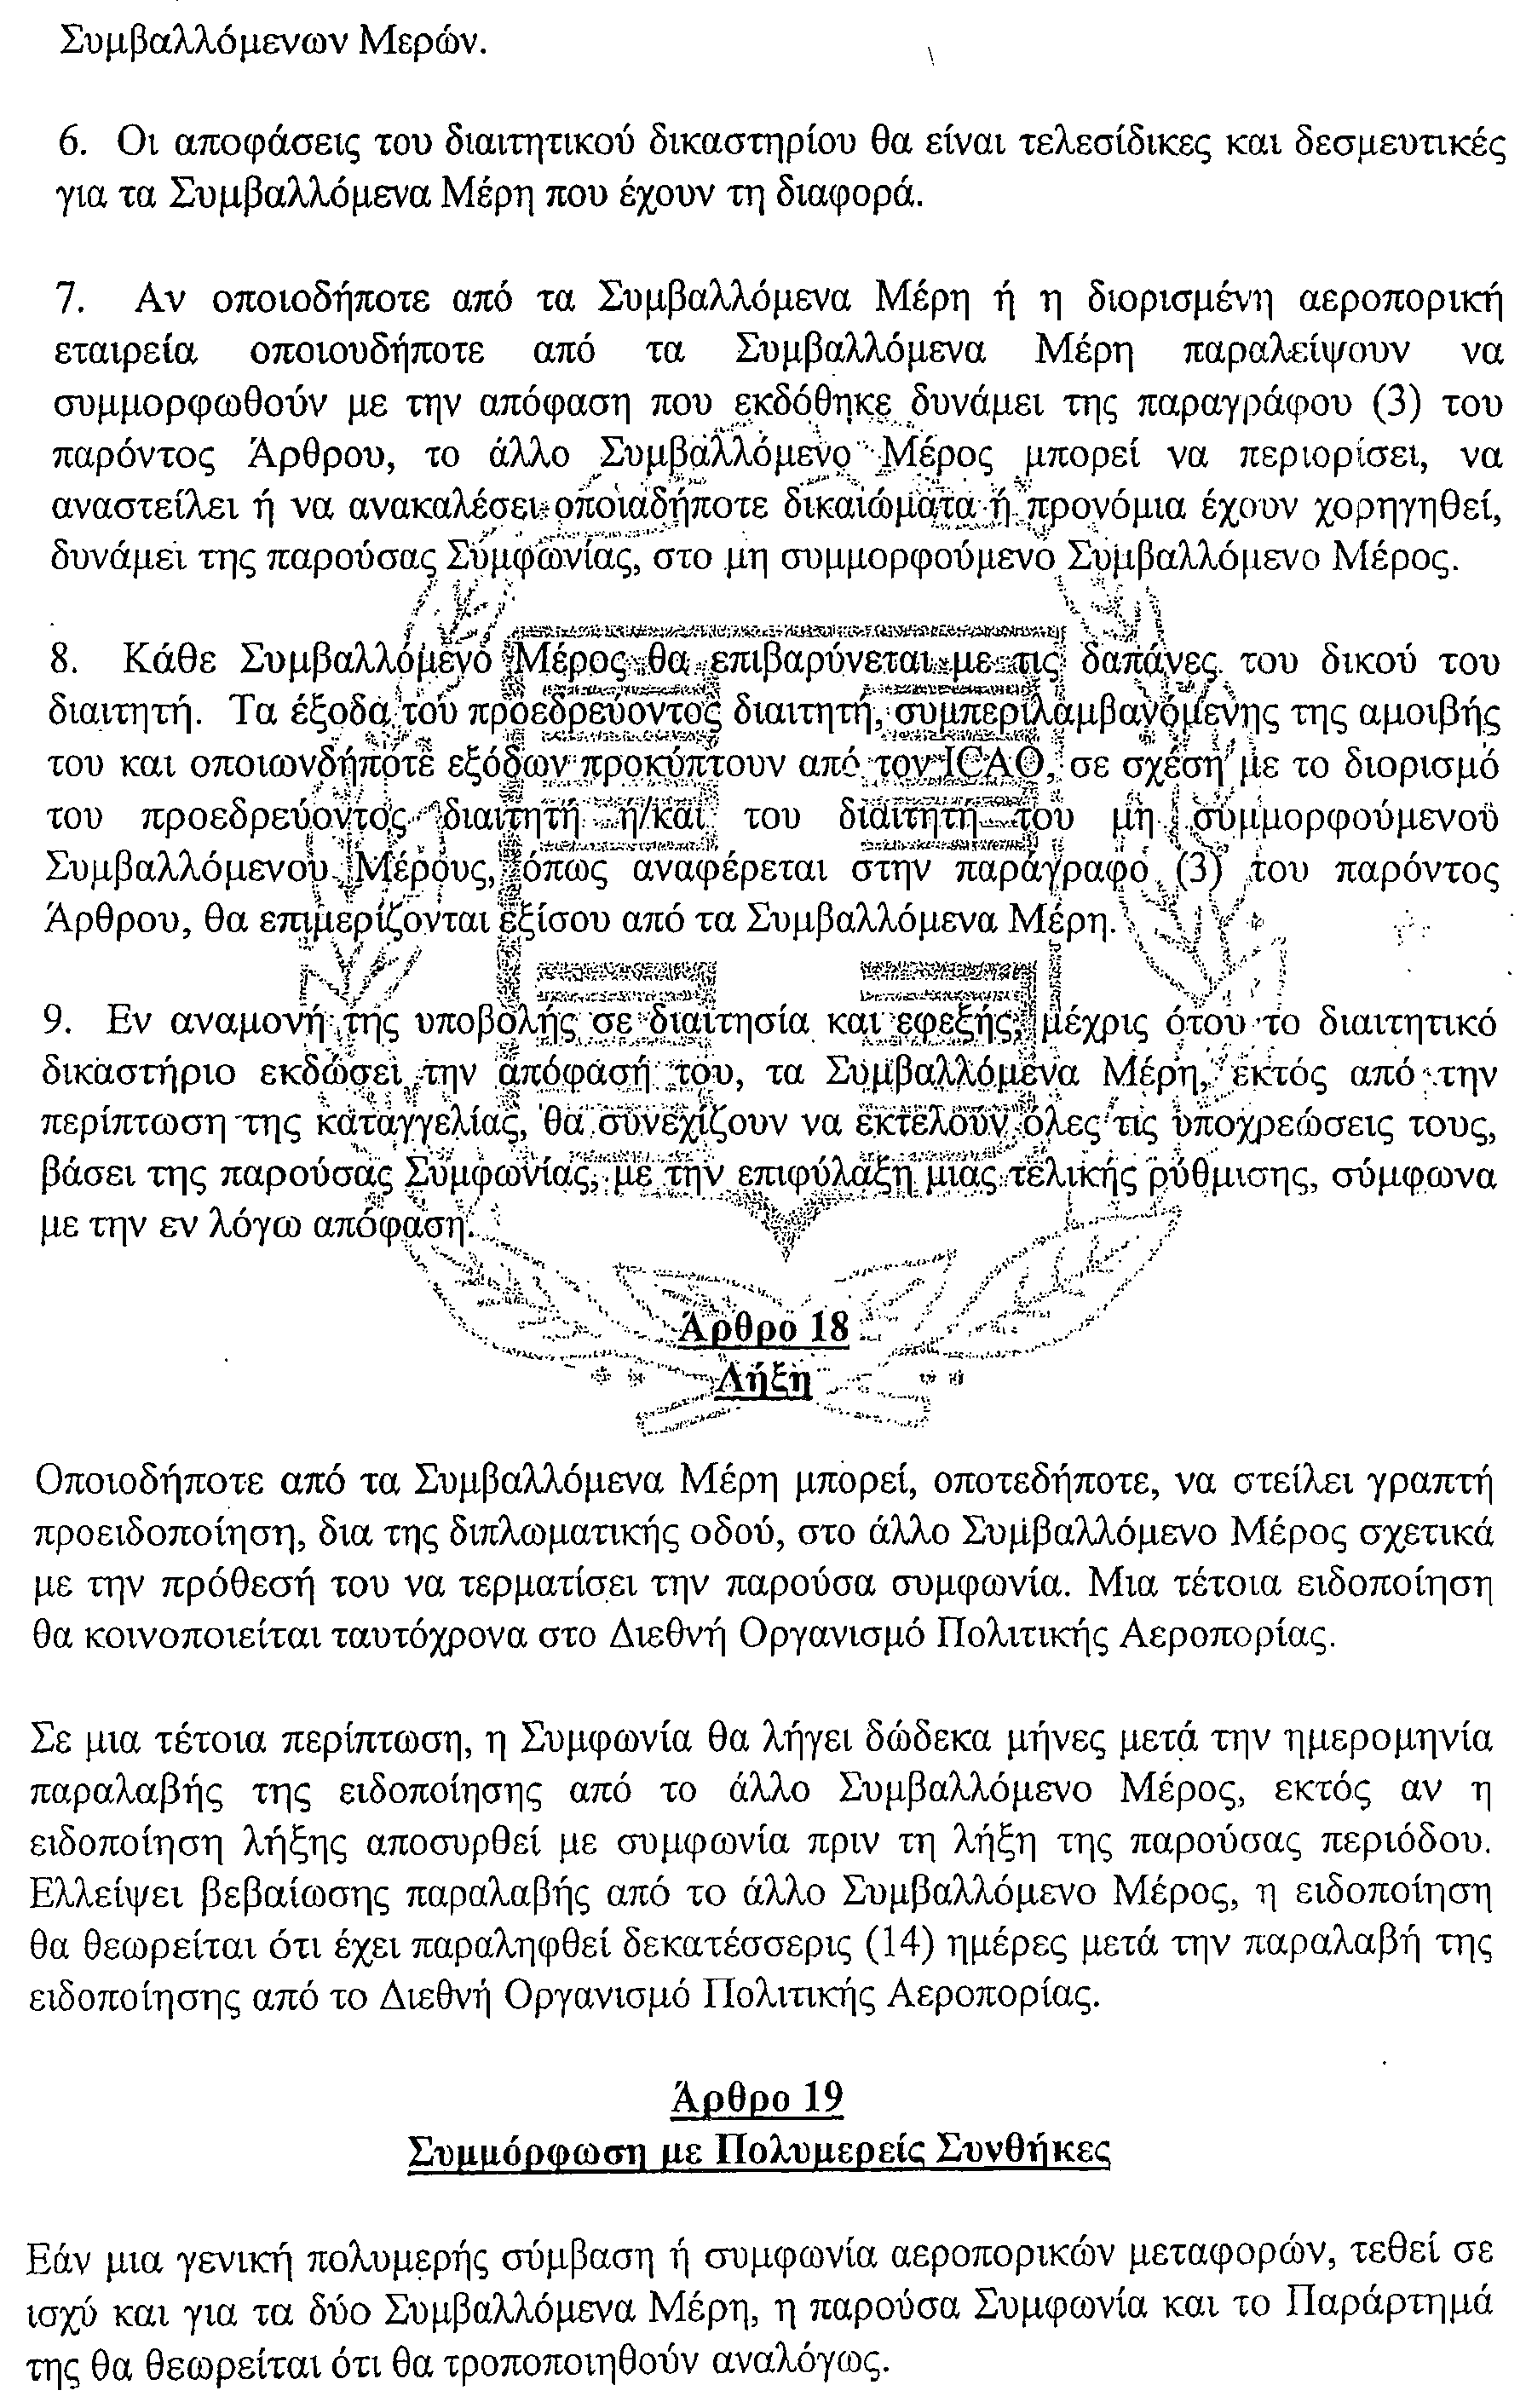 Συμβαλλόμενων Μερών.
6. Οι αποφάσεις του διαιτητικού δικαστηρίου θα είναι τελεσίδικες και δεσμευτικές
για τα Συμβαλλόμενα Μέρη που έχουν τη διαφορά.
7. Αν οποιοδήποτε από τα Συμβαλλόμενα Μέρη ή η διορισμένη αεροπορική
εταιρεία οποιουδήποτε από τα Συμβαλλόμενα Μέρη παραλείψουν να
συμμορφωθούν με την απόφαση που εκδόθηκε δυνάμει της παραγράφου (3) του
παρόντος Άρθρου, το άλλο Συμβαλλόμενο Μέρος μπορεί να περιορίσει, να
αναστείλει ή να ανακαλέσει οποιαδήποτε δικαιώματα ή προνόμια έχουν χορηγηθεί,
δυνάμει της παρούσας Συμφωνίας, στο μη συμμορφούμενο Συμβαλλόμενο Μέρος.
8. Κάθε Συμβαλλόμενο Μέρος θα επιβαρύνεται με τις δαπάνες του δικού του
διαιτητή. Τα έξοδα του προεδρεύοντος διαιτητή, συμπεριλαμβανόμενης της αμοιβής
του και οποιωνδήποτε εξόδων προκύπτουν από τον ICAO, σε σχέση με το διορισμό
του προεδρεύοντος διαιτητή ή/και του διαιτητή του μη συμμορφούμενου
Συμβαλλόμενου Μέρους, όπως αναφέρεται στην παράγραφο (3) του παρόντος
Άρθρου, θα επιμερίζονται εξίσου από τα Συμβαλλόμενα Μέρη.
9. Εν αναμονή της υποβολής σε διαιτησία και εφεξής, μέχρις ότου το διαιτητικό
δικαστήριο εκδώσει την απόφασή του, τα Συμβαλλόμενα Μέρη, εκτός από την
περίπτωση της καταγγελίας, θα συνεχίζουν να εκτελούν όλες τις υποχρεώσεις τους,
βάσει της παρούσας Συμφωνίας, με την επιφύλαξη μιας τελικής ρύθμισης, σύμφωνα
με την εν λόγω απόφαση.
Άρθρο 18
Λήξη
Οποιοδήποτε από τα Συμβαλλόμενα Μέρη μπορεί, οποτεδήποτε, να στείλει γραπτή
προειδοποίηση, δια της διπλωματικής οδού, στο άλλο Συμβαλλόμενο Μέρος σχετικά
με την πρόθεσή του να τερματίσει την παρούσα συμφωνία. Μια τέτοια ειδοποίηση
θα κοινοποιείται ταυτόχρονα στο Διεθνή Οργανισμό Πολιτικής Αεροπορίας.
Σε μια τέτοια περίπτωση, η Συμφωνία θα λήγει δώδεκα μήνες μετά την ημερομηνία
παραλαβής της ειδοποίησης από το άλλο Συμβαλλόμενο Μέρος, εκτός αν η
ειδοποίηση λήξης αποσυρθεί με συμφωνία πριν τη λήξη της παρούσας περιόδου.
Ελλείψει βεβαίωσης παραλαβής από το άλλο Συμβαλλόμενο Μέρος, η ειδοποίηση
θα θεωρείται ότι έχει παραληφθεί δεκατέσσερις (14) ημέρες μετά την παραλαβή της
ειδοποίησης από το Διεθνή Οργανισμό Πολιτικής Αεροπορίας.
Άρθρο 19
Συμμόρφωση με Πολυμερείς Συνθήκες
Εάν μια γενική πολυμερής σύμβαση ή συμφωνία αεροπορικών μεταφορών, τεθεί σε
ισχύ και για τα δύο Συμβαλλόμενα Μέρη, η παρούσα Συμφωνία και το Παράρτημά
της θα θεωρείται ότι θα τροποποιηθούν αναλόγως.